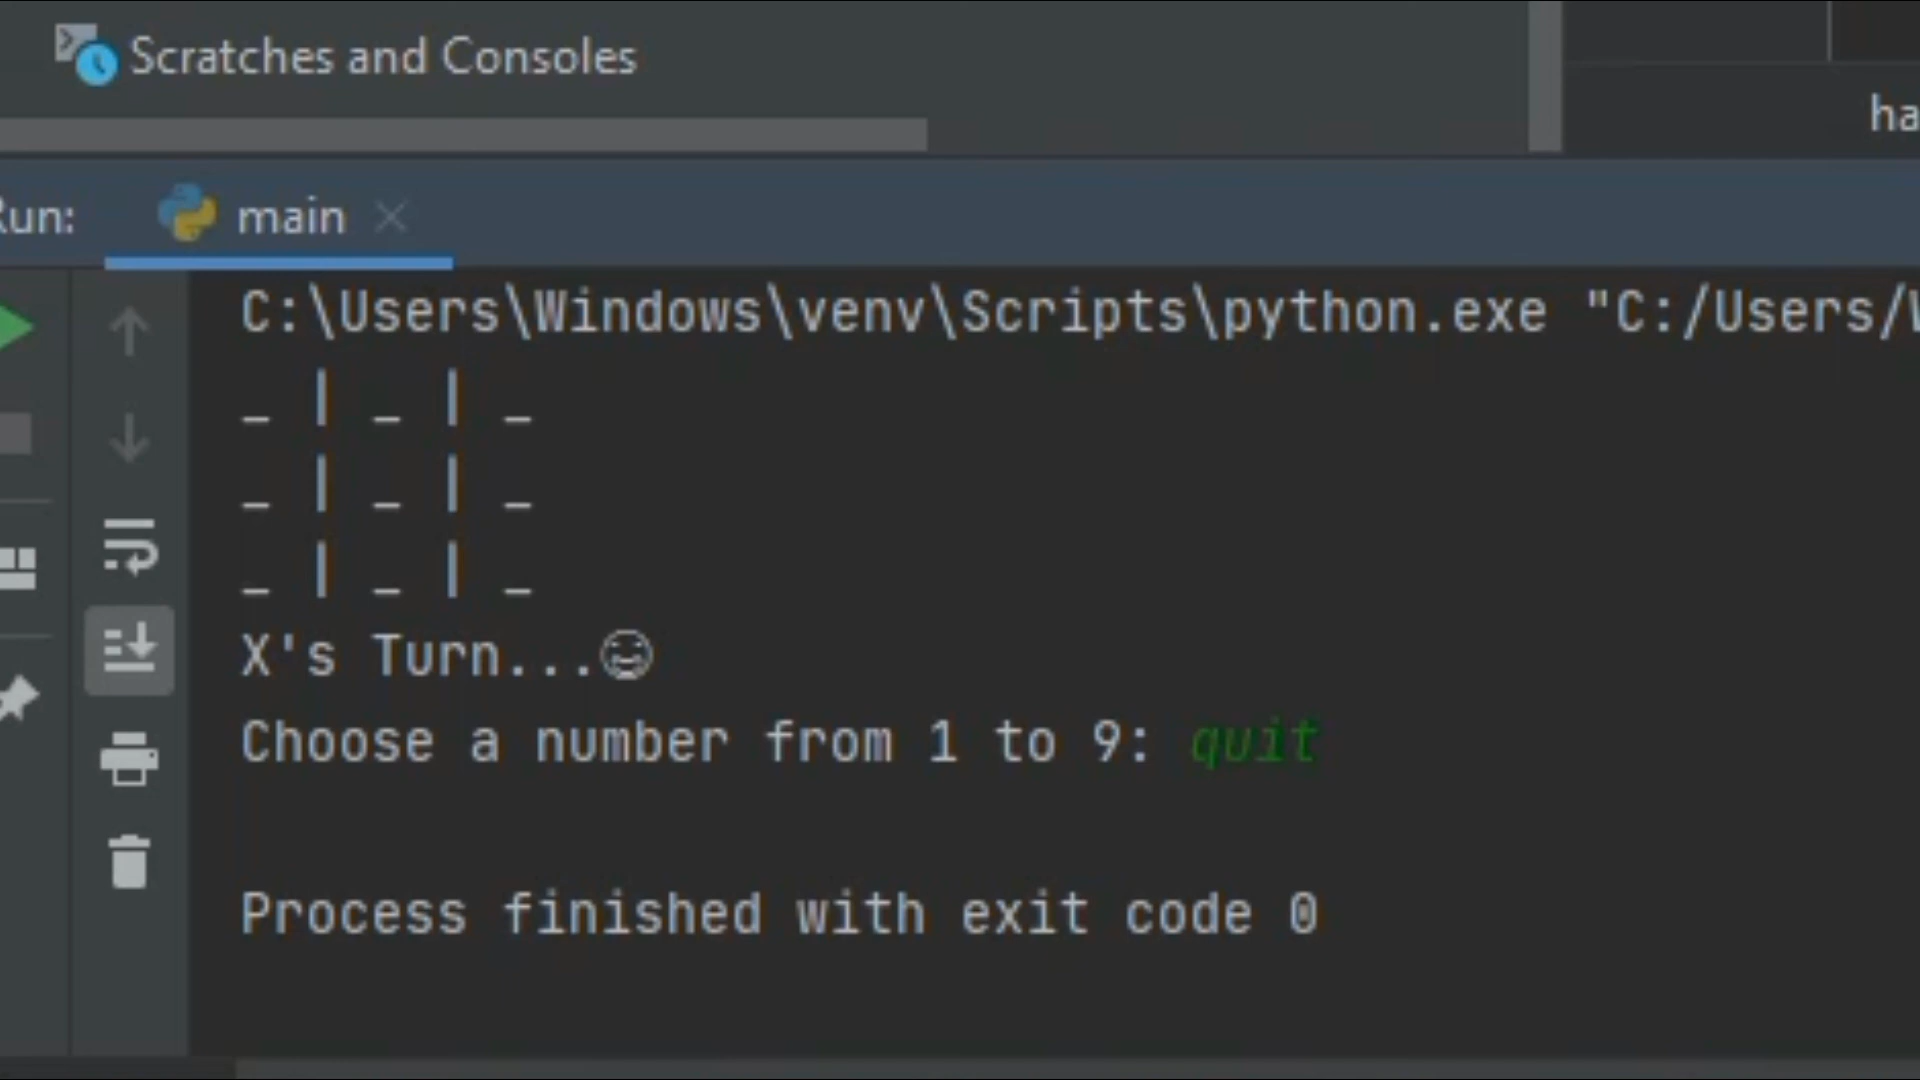 Scratches and Consoles
Run:
main
C:\Users\Windows\venv\Scripts\python.exe "C:/Users/
_ | _ | _
_ | _ | _
_ | _ | _
X's Turn...
Choose a number from 1 to 9: quit
Process finished with exit code 0